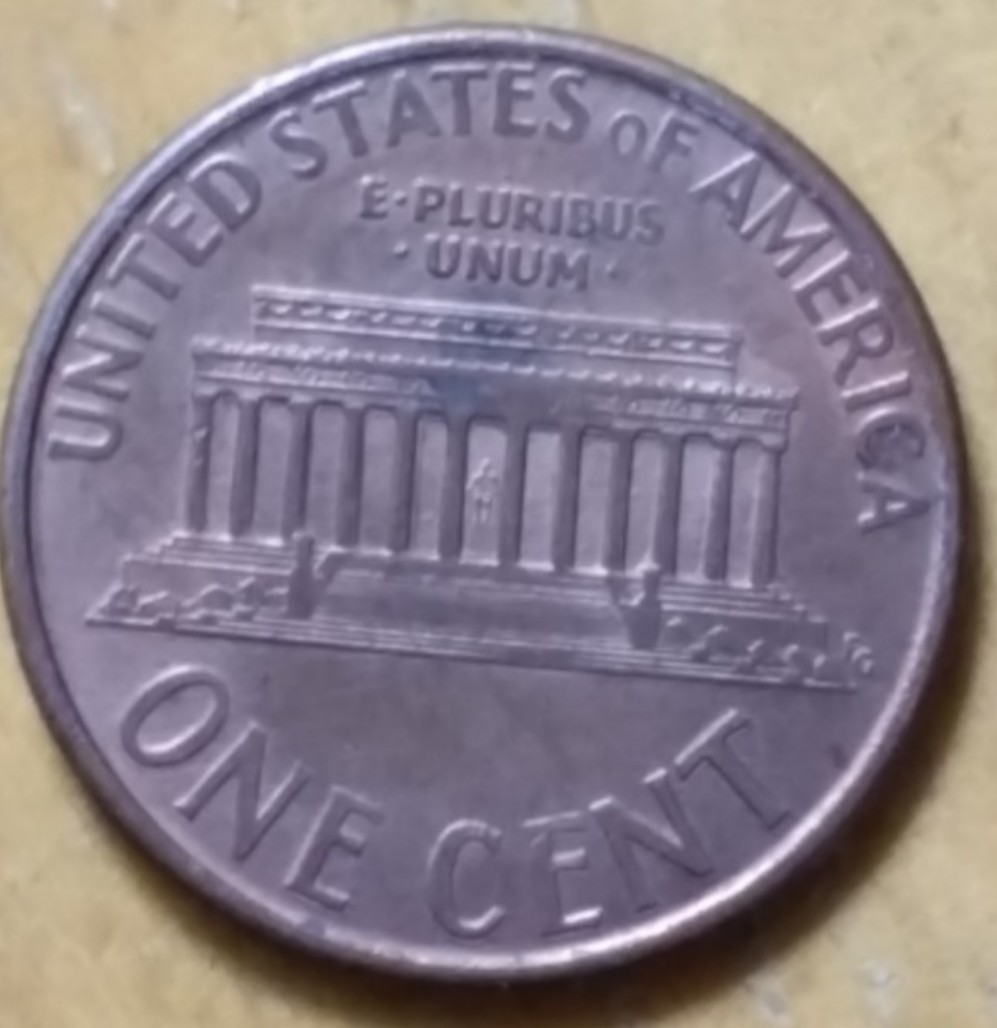 UNITED STATES OF AMERICA
E·PLURIBUS
·UNUM·
ONE CENT